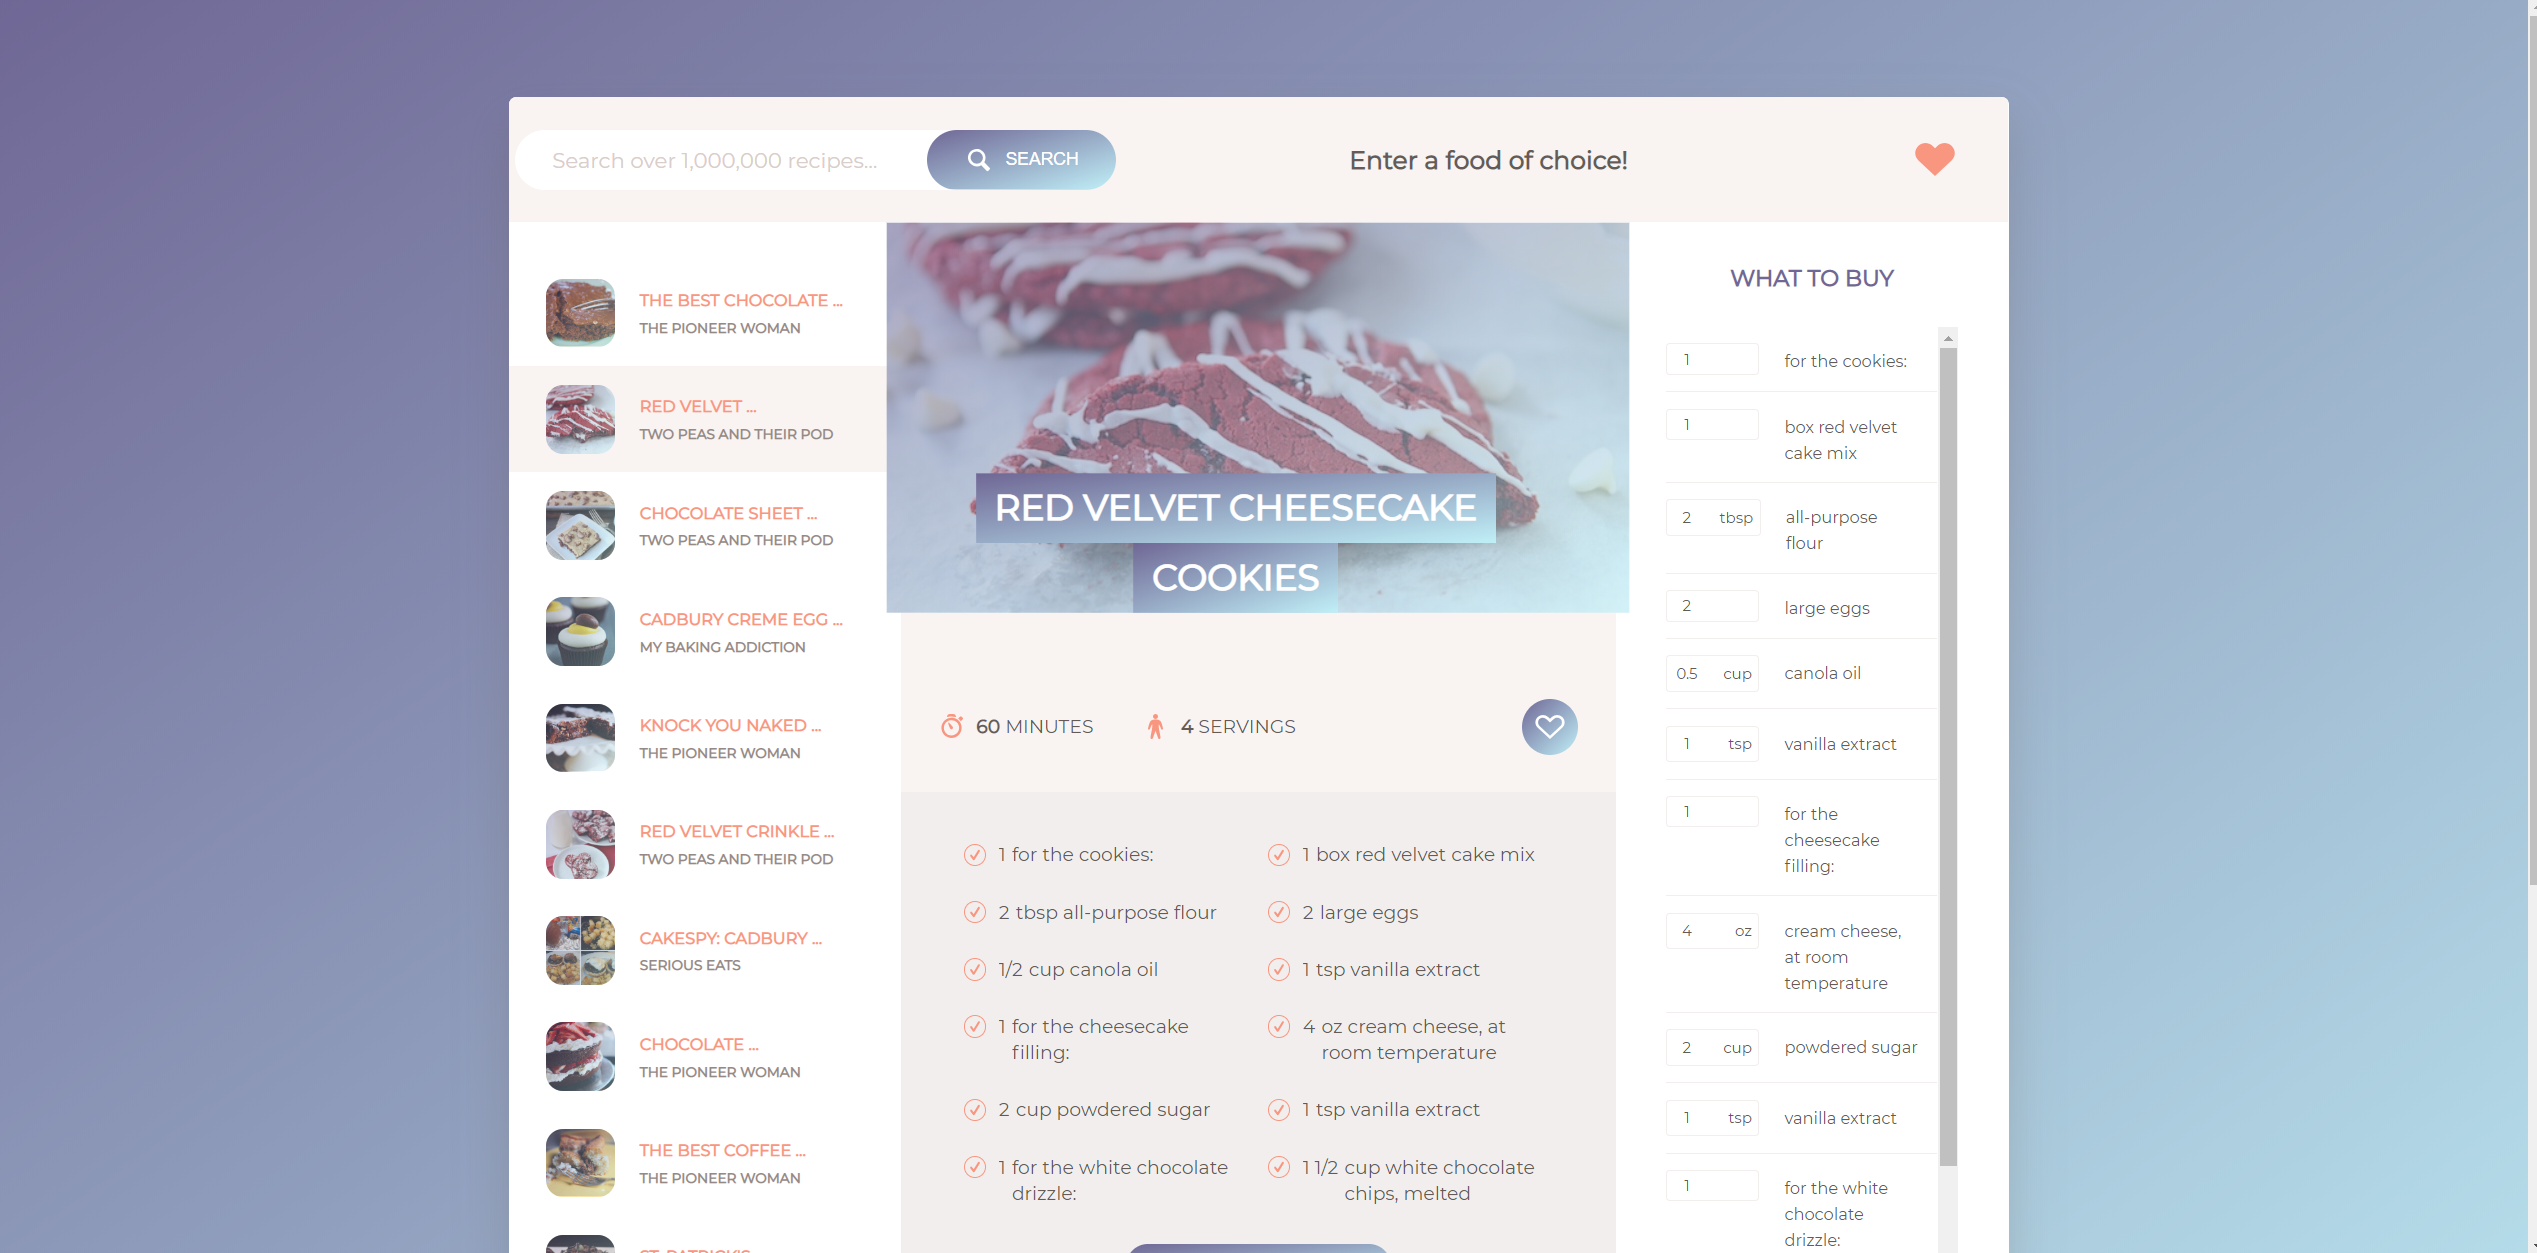 Search over 1,000,000 recipes...
SEARCH
Enter a food of choice!
THE BEST CHOCOLATE ...
THE PIONEER WOMAN
RED VELVET ...
TWO PEAS AND THEIR POD
CHOCOLATE SHEET ...
TWO PEAS AND THEIR POD
CADBURY CREME EGG ...
MY BAKING ADDICTION
KNOCK YOU NAKED ...
THE PIONEER WOMAN
RED VELVET CRINKLE ...
TWO PEAS AND THEIR POD
CAKESPY: CADBURY ...
SERIOUS EATS
CHOCOLATE ...
THE PIONEER WOMAN
THE BEST COFFEE ...
THE PIONEER WOMAN
ST. PATRICK'S
RED VELVET CHEESECAKE
COOKIES
60 MINUTES
4 SERVINGS
1 for the cookies:
1 box red velvet cake mix
2 tbsp all-purpose flour
2 large eggs
1/2 cup canola oil
1 tsp vanilla extract
1 for the cheesecake
filling:
4 oz cream cheese, at
room temperature
2 cup powdered sugar
1 tsp vanilla extract
1 for the white chocolate
drizzle:
1 1/2 cup white chocolate
chips, melted
WHAT TO BUY
1 for the cookies:
1 box red velvet
cake mix
2 tbsp all-purpose
flour
2 large eggs
0.5 cup canola oil
1 tsp vanilla extract
1 for the
cheesecake
filling:
4 oz cream cheese,
at room
temperature
2 cup powdered sugar
1 tsp vanilla extract
1 for the white
chocolate
drizzle: